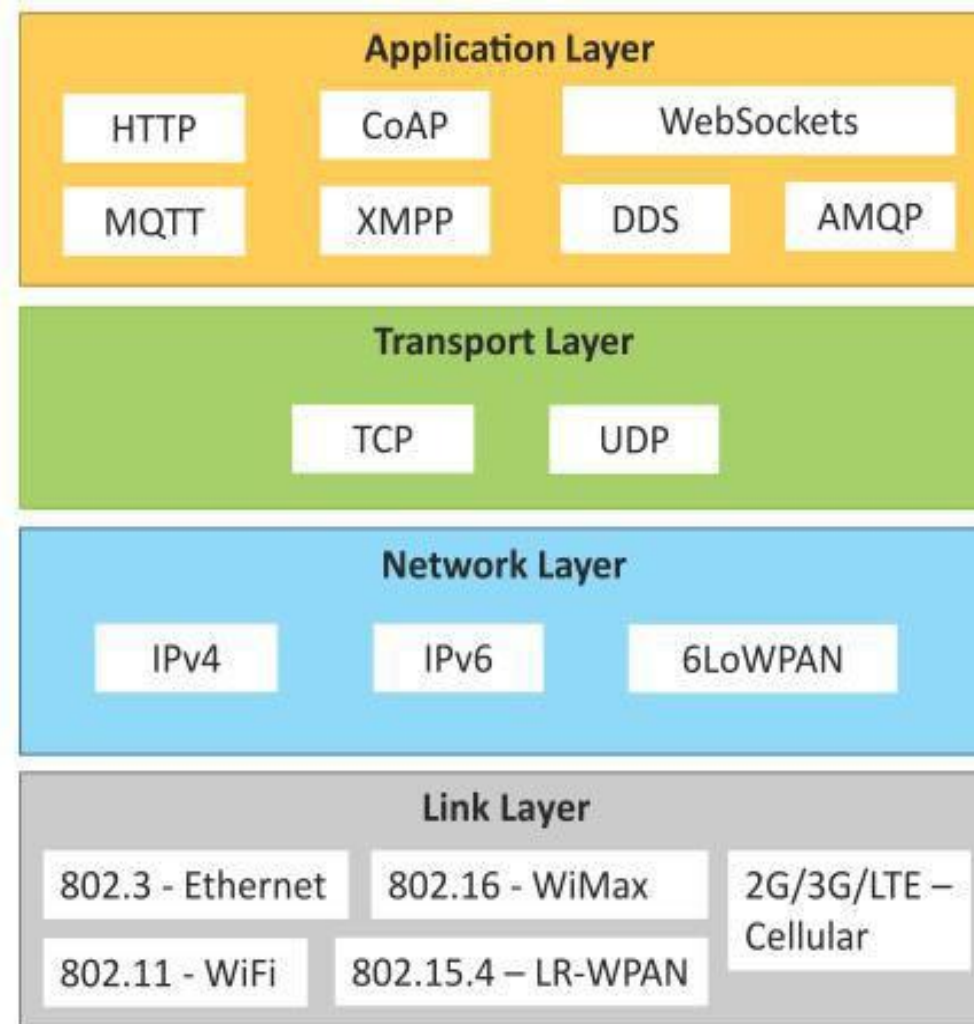 Application Layer
HTTP
CoAP
WebSockets
MQTT
XMPP
DDS
AMQP
Transport Layer
TCP
UDP
Network Layer
IPv4
IPv6
6LoWPAN
Link Layer
802.3 - Ethernet
802.16 - WiMax
2G/3G/LTE –
Cellular
802.11 - WiFi
802.15.4 – LR-WPAN